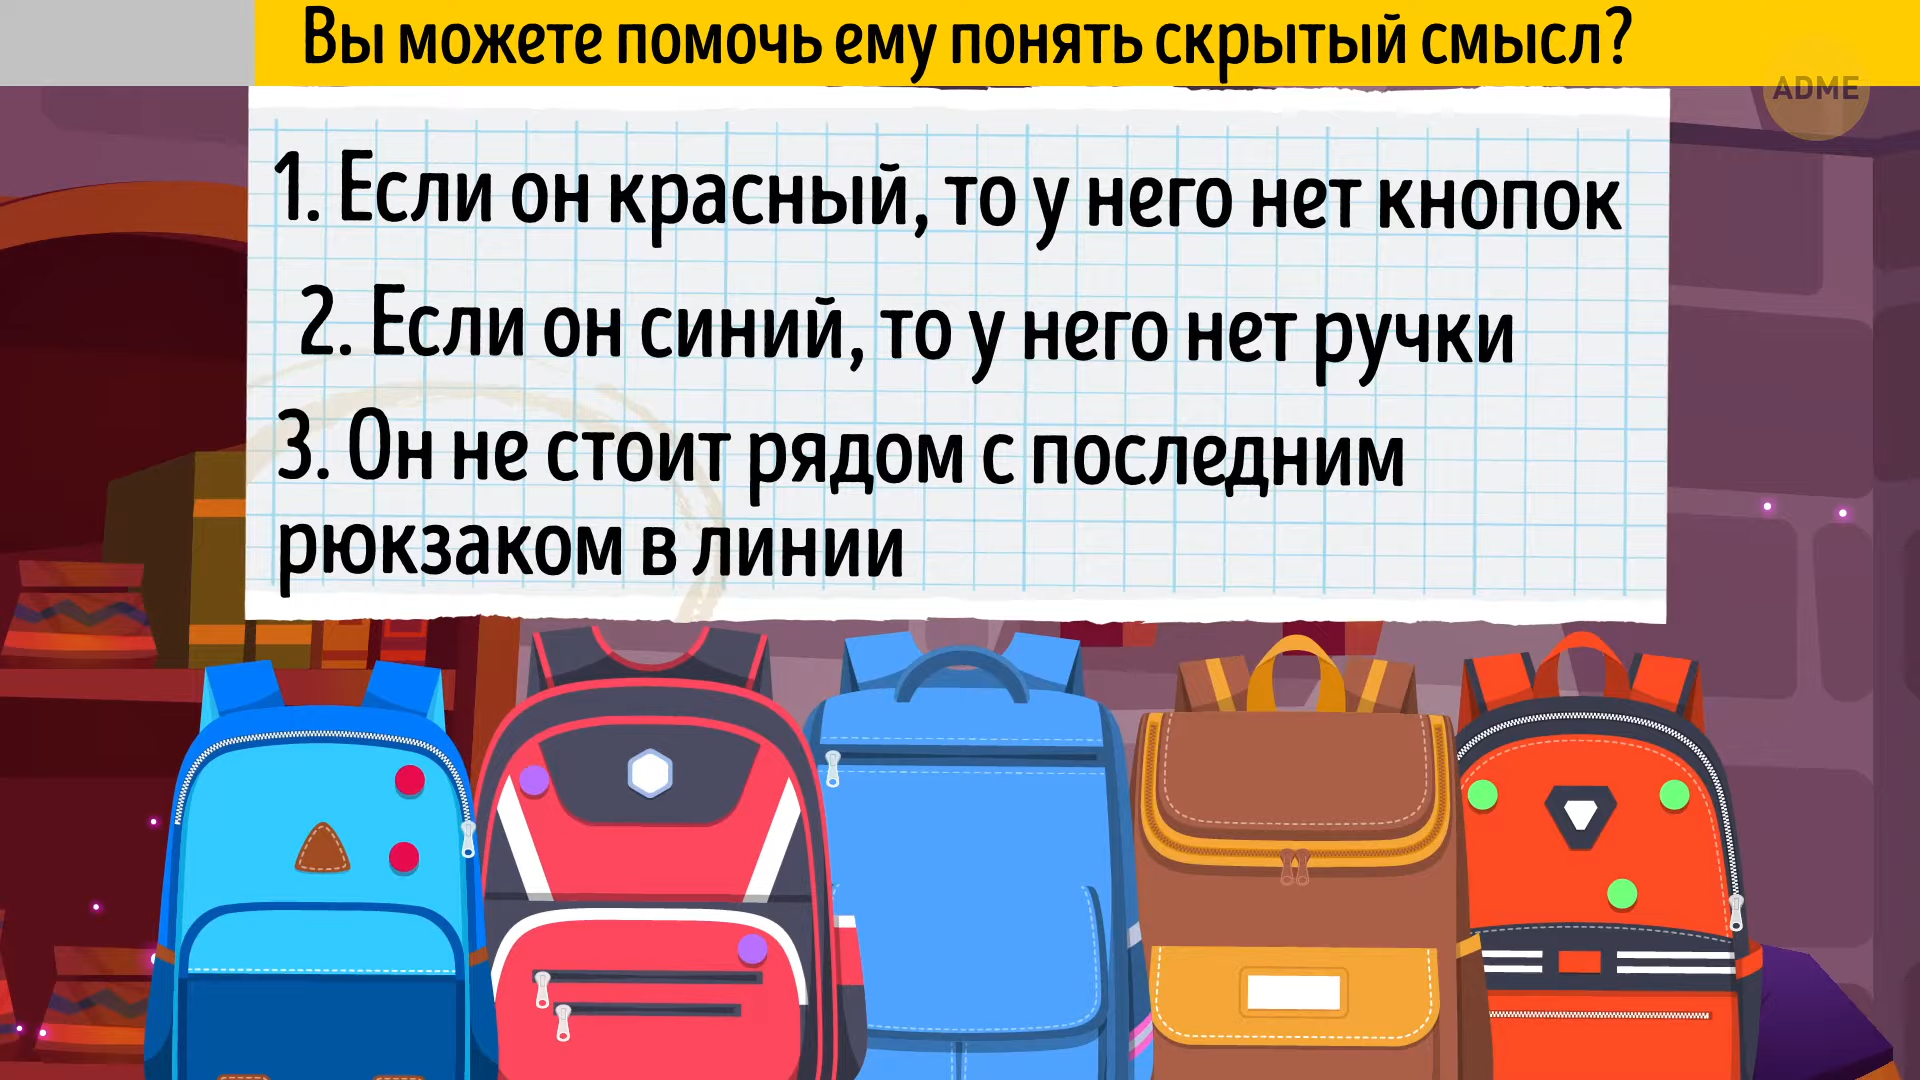 Вы можете помочь ему понять скрытый смысл?
ADME
1. Если он красный, то у него нет кнопок
2. Если он синий, то у него нет ручки
3. Он не стоит рядом с последним
рюкзаком в линии